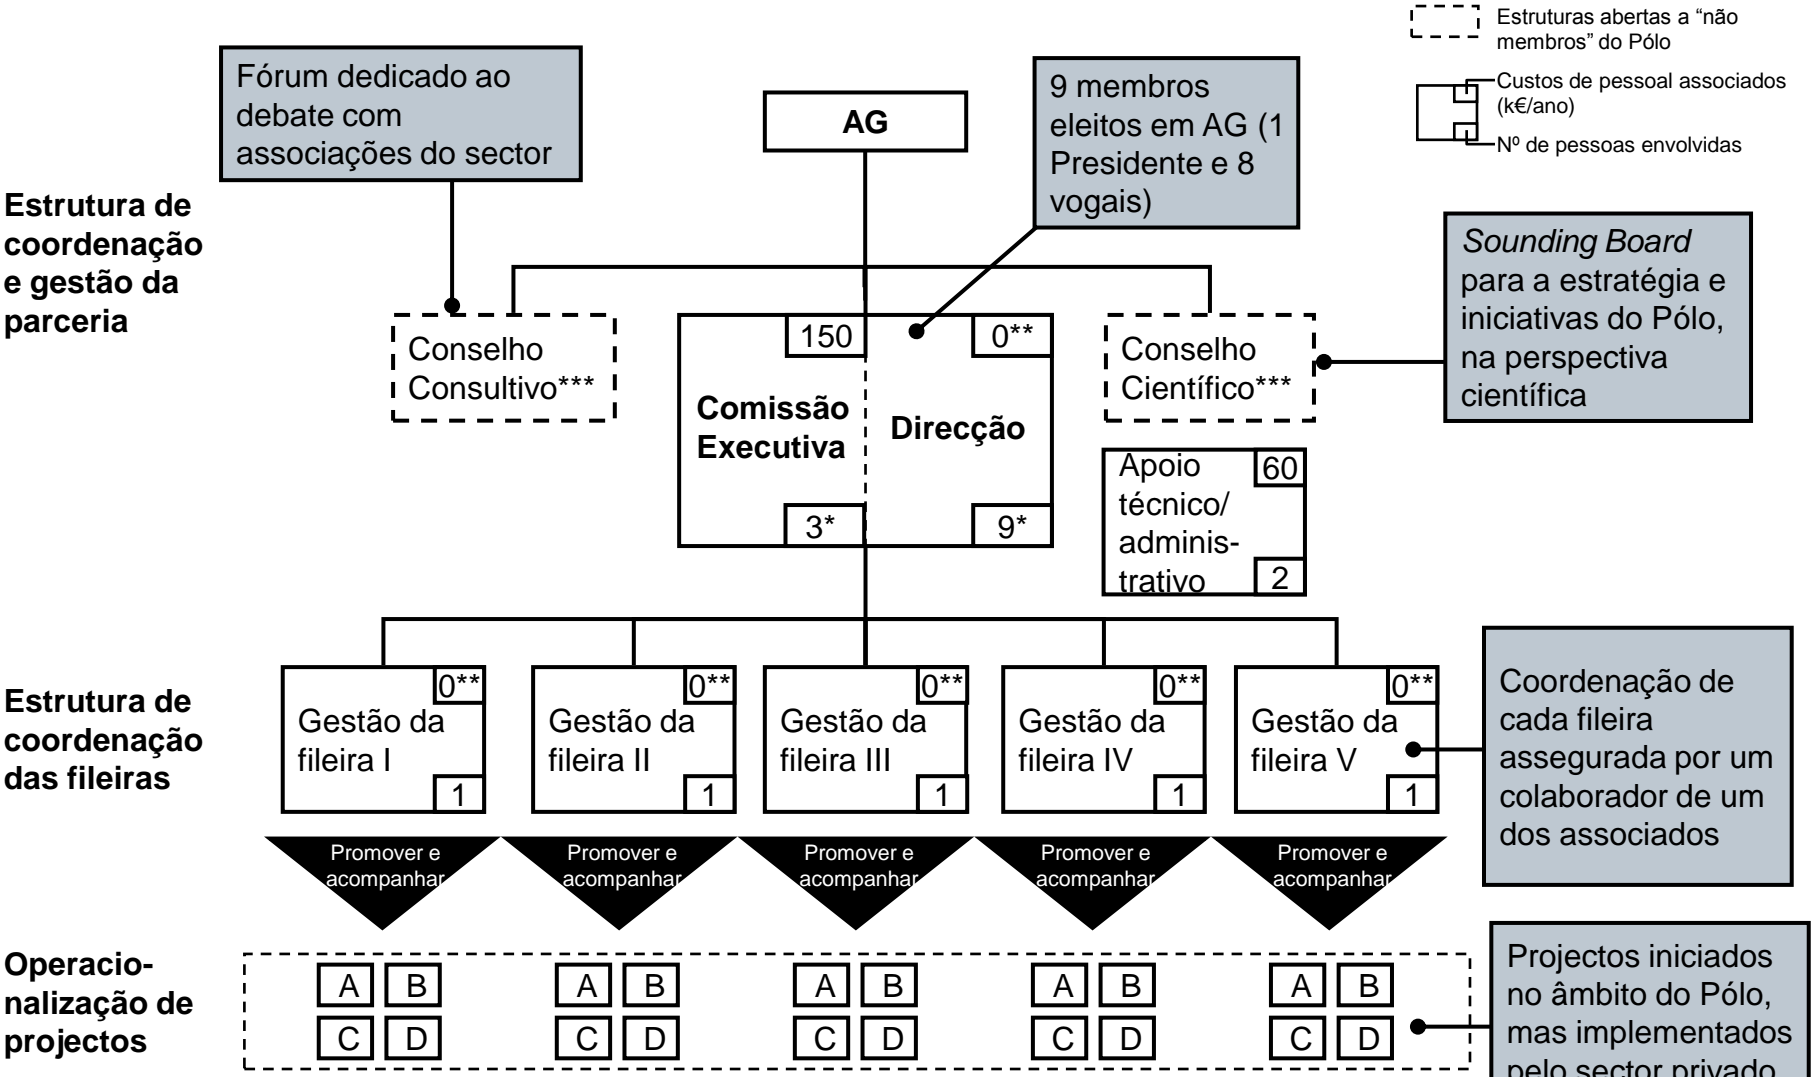 Estruturas abertas a “não
membros” do Pólo
Custos de pessoal associados
(k€/ano)
Nº de pessoas envolvidas
Fórum dedicado ao
debate com
associações do sector
AG
9 membros
eleitos em AG (1
Presidente e 8
vogais)
Estrutura de
coordenação
e gestão da
parceria
Sounding Board
para a estratégia e
iniciativas do Pólo,
na perspectiva
científica
Conselho
Consultivo***
150
Comissão
Executiva
3*
0**
Direcção
9*
Conselho
Científico***
Apoio
técnico/
adminis-
trativo
60
2
Estrutura de
coordenação
das fileiras
0**
Gestão da
fileira I
1
0**
Gestão da
fileira II
1
0**
Gestão da
fileira III
1
0**
Gestão da
fileira IV
1
0**
Gestão da
fileira V
1
Coordenação de
cada fileira
assegurada por um
colaborador de um
dos associados
Promover e
acompanhar
Promover e
acompanhar
Promover e
acompanhar
Promover e
acompanhar
Promover e
acompanhar
Operacio-
nalização de
projectos
A B
C D
A B
C D
A B
C D
A B
C D
A B
C D
Projectos iniciados
no âmbito do Pólo,
mas implementados
pelo sector privado